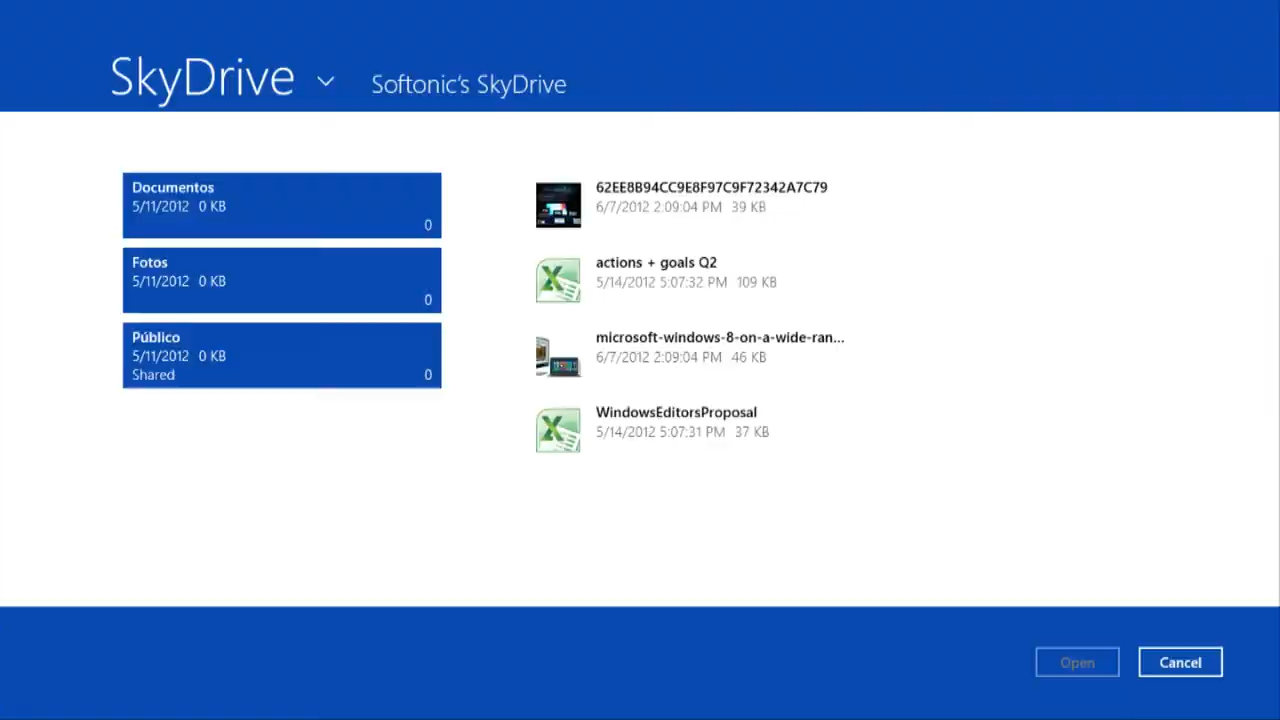 SkyDrive
Softonic's SkyDrive
Documentos
5/11/2012 0 KB
0
Fotos
5/11/2012 0 KB
0
Público
5/11/2012 0 KB
Shared
0
62EE8B94CC9E8F97C9F72342A7C79
6/7/2012 2:09:04 PM 39 KB
actions + goals Q2
5/14/2012 5:07:32 PM 109 KB
microsoft-windows-8-on-a-wide-ran...
6/7/2012 2:09:04 PM 46 KB
WindowsEditorsProposal
5/14/2012 5:07:31 PM 37 KB
Open
Cancel